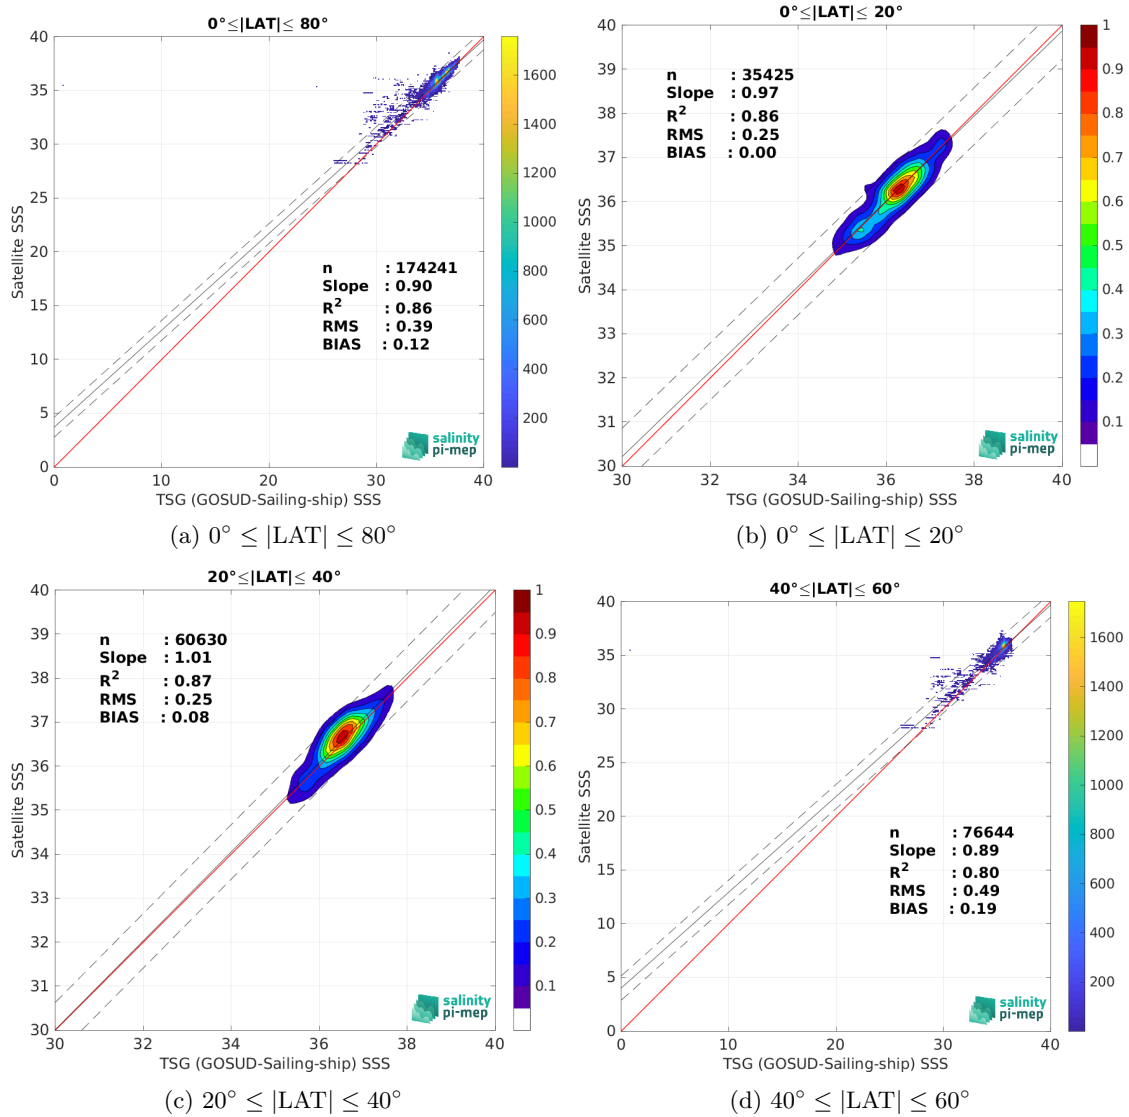 0°≤|LAT|≤ 80°
40
35
30
25
20
15
10
5
0
Satellite SSS
n : 174241
Slope : 0.90
R² : 0.86
RMS : 0.39
BIAS : 0.12
salinity
pi-mep
0 10 20 30 40
TSG (GOSUD-Sailing-ship) SSS
1600
1400
1200
1000
800
600
400
200
(a) 0° ≤ |LAT| ≤ 80°
0°≤|LAT|≤ 20°
40
39
38
37
36
35
34
33
32
31
30
Satellite SSS
n : 35425
Slope : 0.97
R² : 0.86
RMS : 0.25
BIAS : 0.00
salinity
pi-mep
30 32 34 36 38 40
TSG (GOSUD-Sailing-ship) SSS
1
0.9
0.8
0.7
0.6
0.5
0.4
0.3
0.2
0.1
(b) 0° ≤ |LAT| ≤ 20°
20°≤|LAT|≤ 40°
40
39
38
37
36
35
34
33
32
31
30
Satellite SSS
n : 60630
Slope : 1.01
R² : 0.87
RMS : 0.25
BIAS : 0.08
salinity
pi-mep
30 32 34 36 38 40
TSG (GOSUD-Sailing-ship) SSS
1
0.9
0.8
0.7
0.6
0.5
0.4
0.3
0.2
0.1
(c) 20° ≤ |LAT| ≤ 40°
40°≤|LAT|≤ 60°
40
35
30
25
20
15
10
5
0
Satellite SSS
n : 76644
Slope : 0.89
R² : 0.80
RMS : 0.49
BIAS : 0.19
salinity
pi-mep
0 10 20 30 40
TSG (GOSUD-Sailing-ship) SSS
1600
1400
1200
1000
800
600
400
200
(d) 40° ≤ |LAT| ≤ 60°